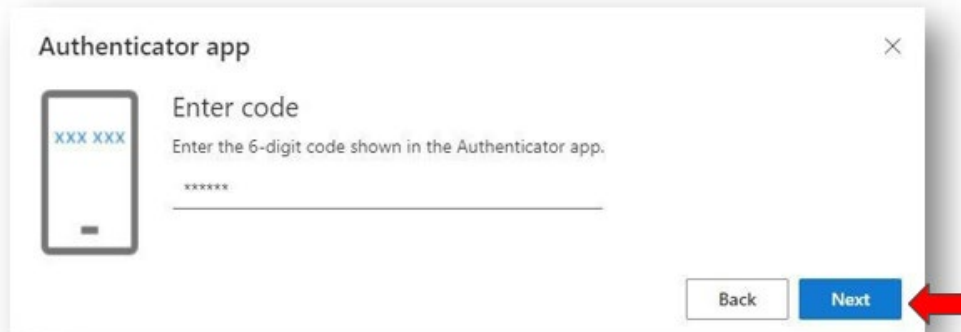 Authenticator app
xxx xxx
Enter code
Enter the 6-digit code shown in the Authenticator app.
******
Back
Next